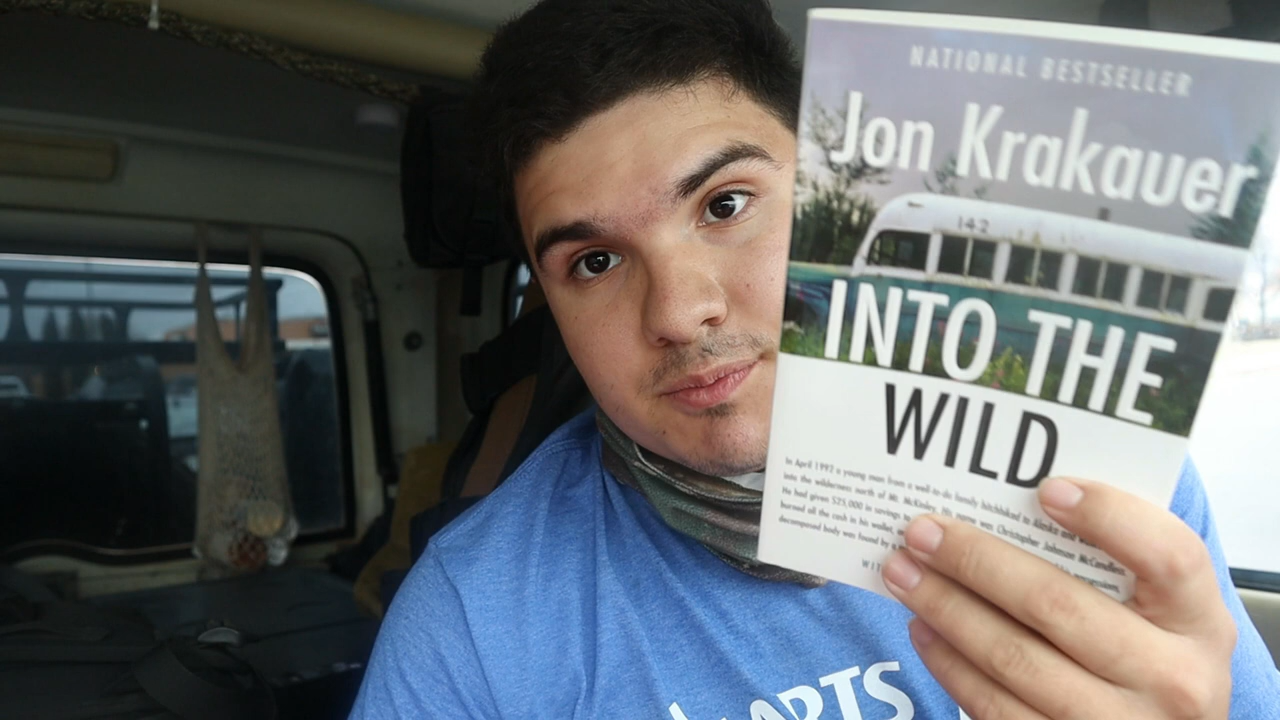 NATIONAL BESTSELLER
Jon Krakauer
142
INTO THE
WILD
In April 1992 a young man from a well-to-do family hitchhiked to Alaska and
into the wilderness north of Mt. McKinley. His name was Christopher Johnson McCandless.
He had given $25,000 in savings to
burned all the cash in his wallet,
decomposed body was found by a
ARTS